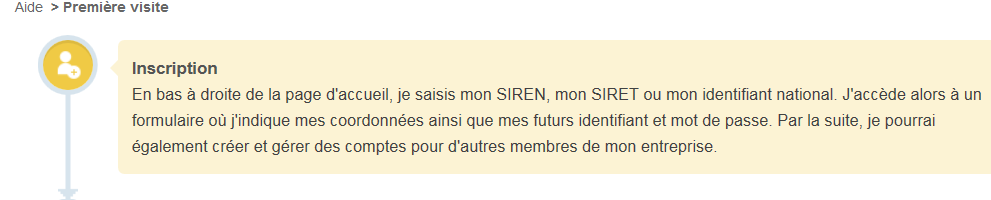 Aide > Première visite
Inscription
En bas à droite de la page d'accueil, je saisis mon SIREN, mon SIRET ou mon identifiant national. J'accède alors à un
formulaire où j'indique mes coordonnées ainsi que mes futurs identifiant et mot de passe. Par la suite, je pourrai
également créer et gérer des comptes pour d'autres membres de mon entreprise.